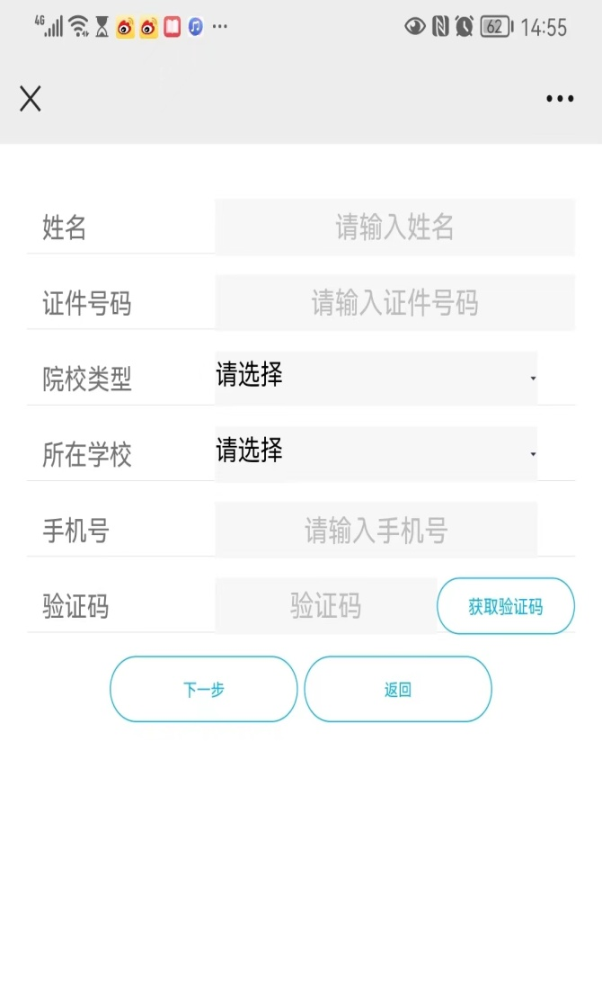 4G 62 14:55
姓名 请输入姓名
证件号码 请输入证件号码
院校类型 请选择
所在学校 请选择
手机号 请输入手机号
验证码 验证码 获取验证码
下一步 返回